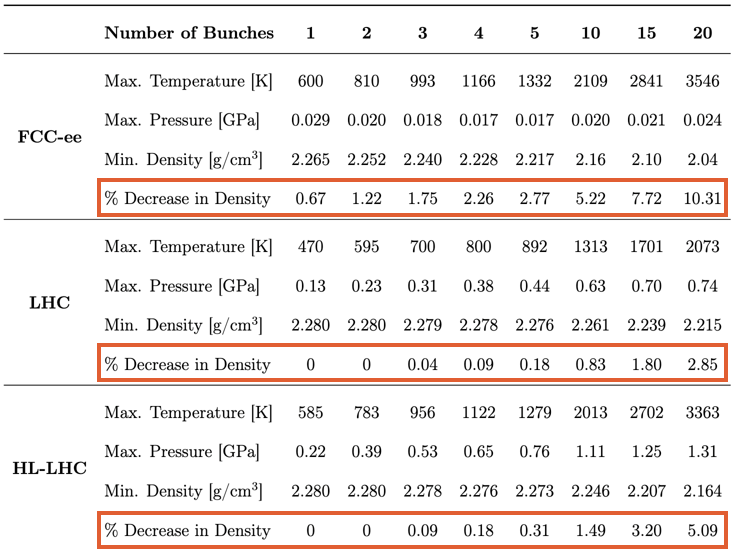 Number of Bunches 1 2 3 4 5 10 15 20
Max. Temperature [K] 600 810 993 1166 1332 2109 2841 3546
Max. Pressure [GPa] 0.029 0.020 0.018 0.017 0.017 0.020 0.021 0.024
FCC-ee
Min. Density [g/cm³] 2.265 2.252 2.240 2.228 2.217 2.16 2.10 2.04
% Decrease in Density 0.67 1.22 1.75 2.26 2.77 5.22 7.72 10.31
Max. Temperature [K] 470 595 700 800 892 1313 1701 2073
Max. Pressure [GPa] 0.13 0.23 0.31 0.38 0.44 0.63 0.70 0.74
LHC
Min. Density [g/cm³] 2.280 2.280 2.279 2.278 2.276 2.261 2.239 2.215
% Decrease in Density 0 0 0.04 0.09 0.18 0.83 1.80 2.85
Max. Temperature [K] 585 783 956 1122 1279 2013 2702 3363
Max. Pressure [GPa] 0.22 0.39 0.53 0.65 0.76 1.11 1.25 1.31
HL-LHC
Min. Density [g/cm³] 2.280 2.280 2.278 2.276 2.273 2.246 2.207 2.164
% Decrease in Density 0 0 0.09 0.18 0.31 1.49 3.20 5.09